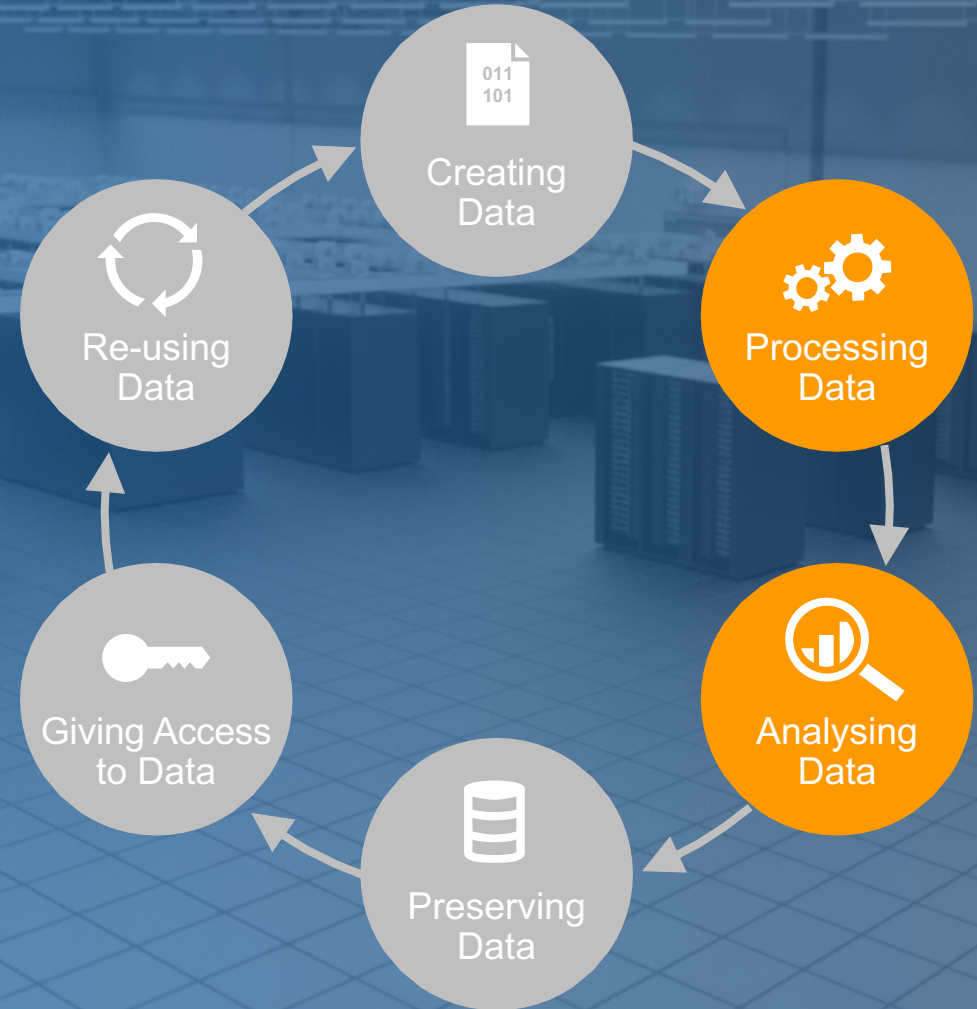 011
101
Creating
Data
Processing
Data
Analysing
Data
Preserving
Data
Giving Access
to Data
Re-using
Data